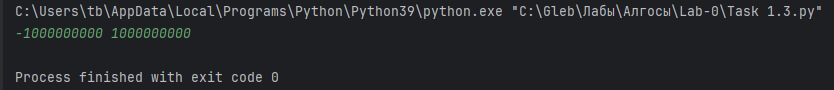 C:\Users\tb\AppData\Local\Programs\Python\Python39\python.exe "C:\Gleb\Лабы\Алгосы\Lab-0\Task 1.3.py"
-1000000000 1000000000
Process finished with exit code 0